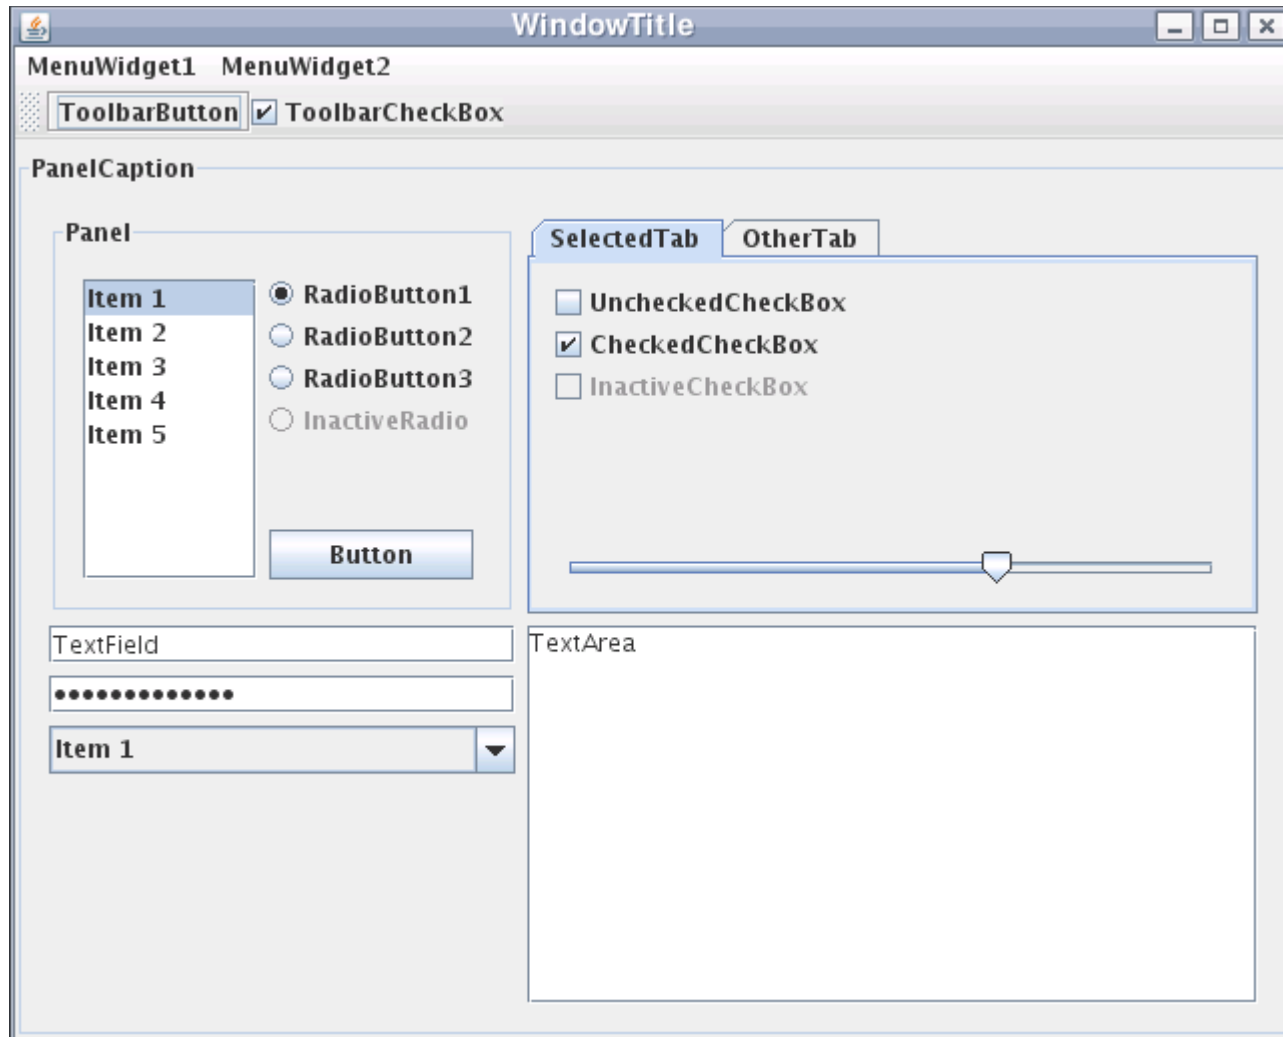 WindowTitle
MenuWidget1 MenuWidget2
ToolbarButton ToolbarCheckBox
PanelCaption
Panel
Item 1
Item 2
Item 3
Item 4
Item 5
RadioButton1
RadioButton2
RadioButton3
InactiveRadio
Button
SelectedTab OtherTab
UncheckedCheckBox
CheckedCheckBox
InactiveCheckBox
TextField
•••••••••••••
Item 1
TextArea